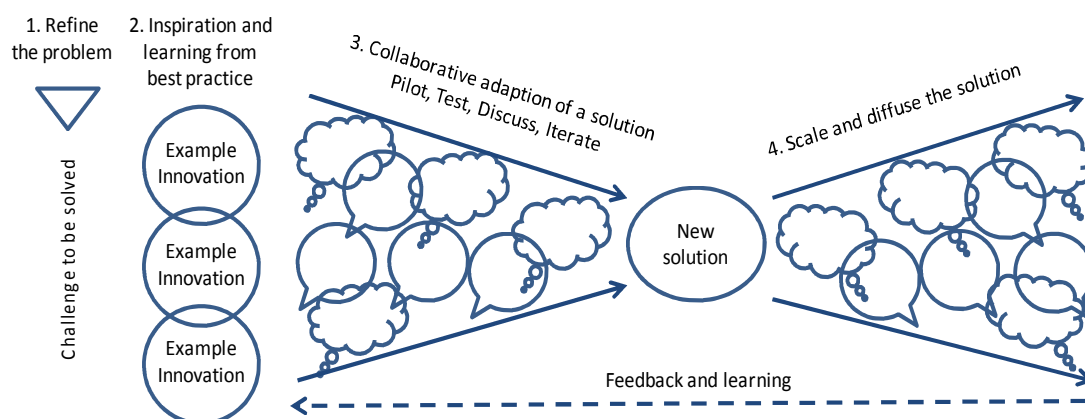 1. Refine
the problem
2. Inspiration and
learning from
best practice
Challenge to be solved
Example
Innovation
Example
Innovation
Example
Innovation
3. Collaborative adaption of a solution
Pilot, Test, Discuss, Iterate
New
solution
4. Scale and diffuse the solution
Feedback and learning